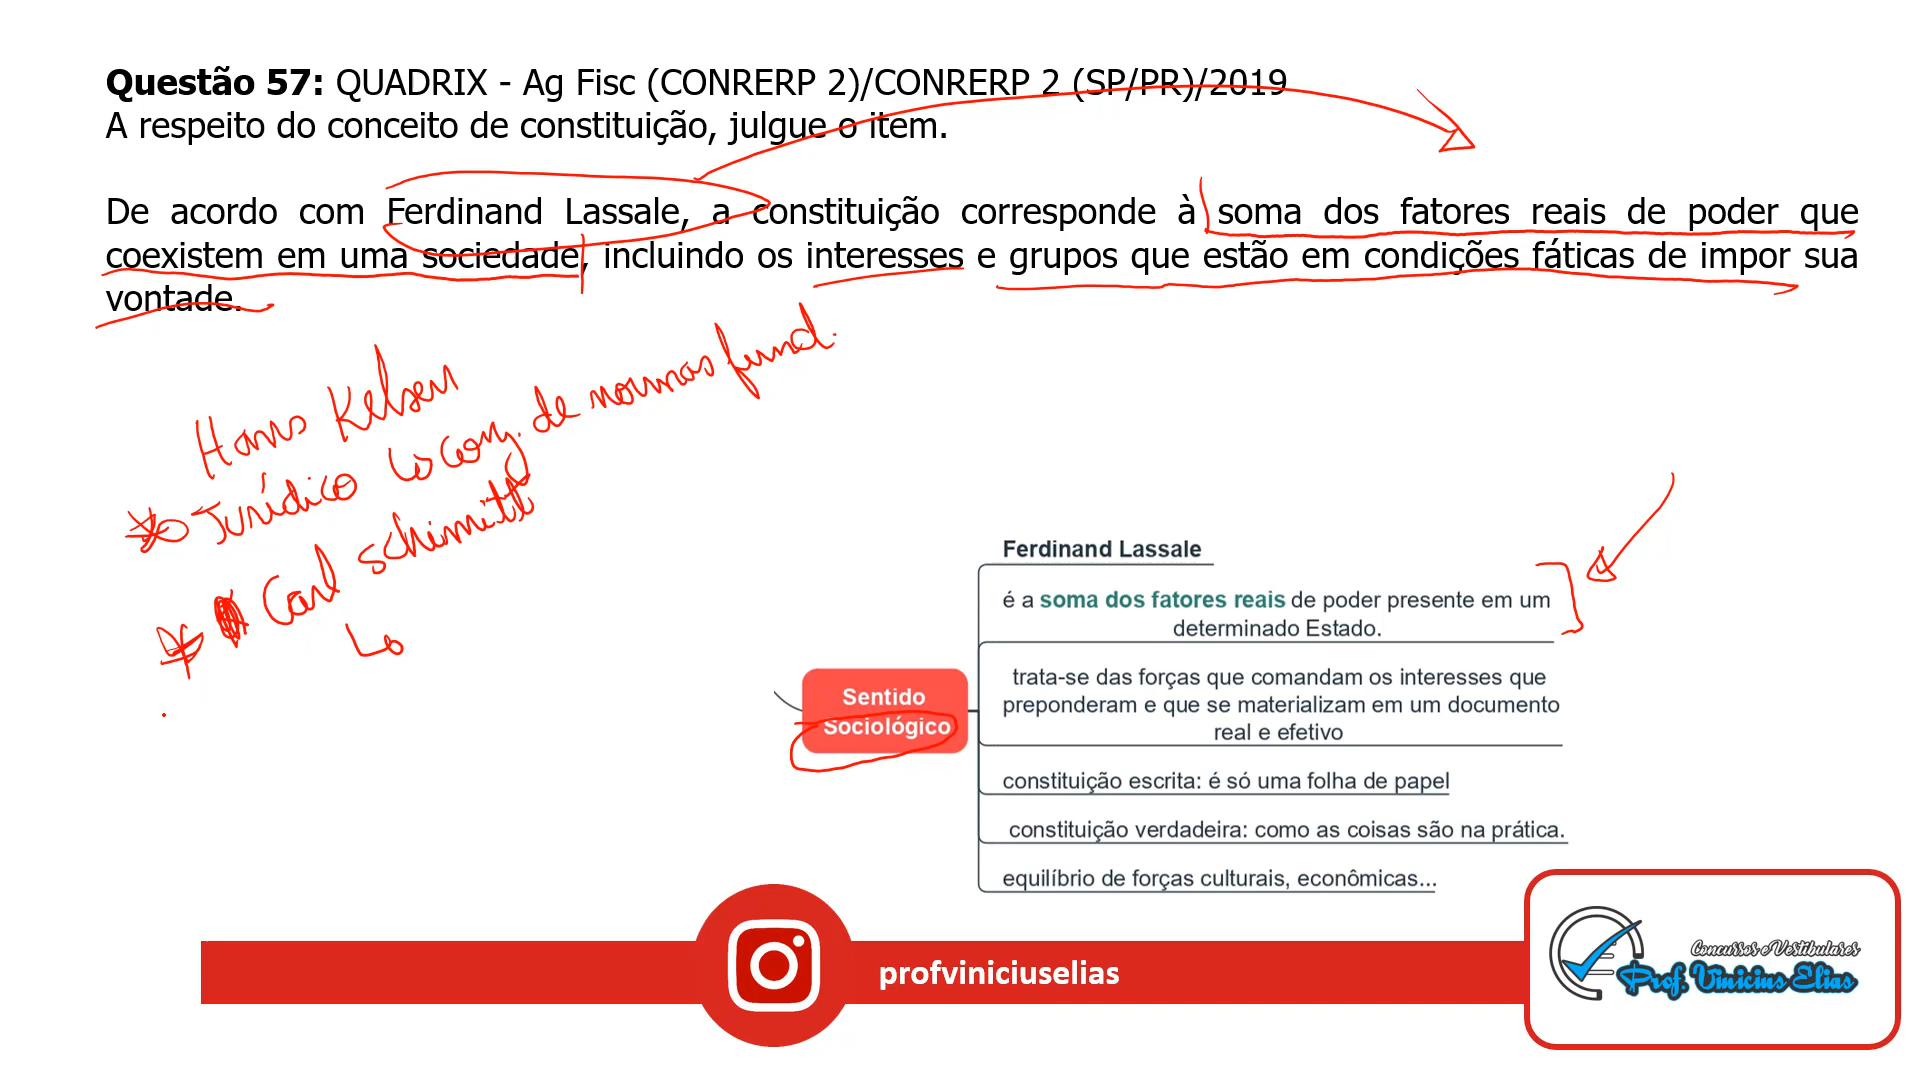 Questão 57: QUADRIX - Ag Fisc (CONRERP 2)/CONRERP 2 (SP/PR)/2019
A respeito do conceito de constituição, julgue o item.
De acordo com Ferdinand Lassale, a constituição corresponde à soma dos fatores reais de poder que
coexistem em uma sociedade, incluindo os interesses e grupos que estão em condições fáticas de impor sua
vontade.
Hans Kelsen
Jurídico conj. de normas fund.
Carl Schimitt
Ferdinand Lassale
é a soma dos fatores reais de poder presente em um
determinado Estado.
trata-se das forças que comandam os interesses que
preponderam e que se materializam em um documento
real e efetivo
Sentido
Sociológico
constituição escrita: é só uma folha de papel
constituição verdadeira: como as coisas são na prática.
equilíbrio de forças culturais, econômicas...
profviniciuselias
Concursos e Vestibulares
Prof. Vinicius Elias